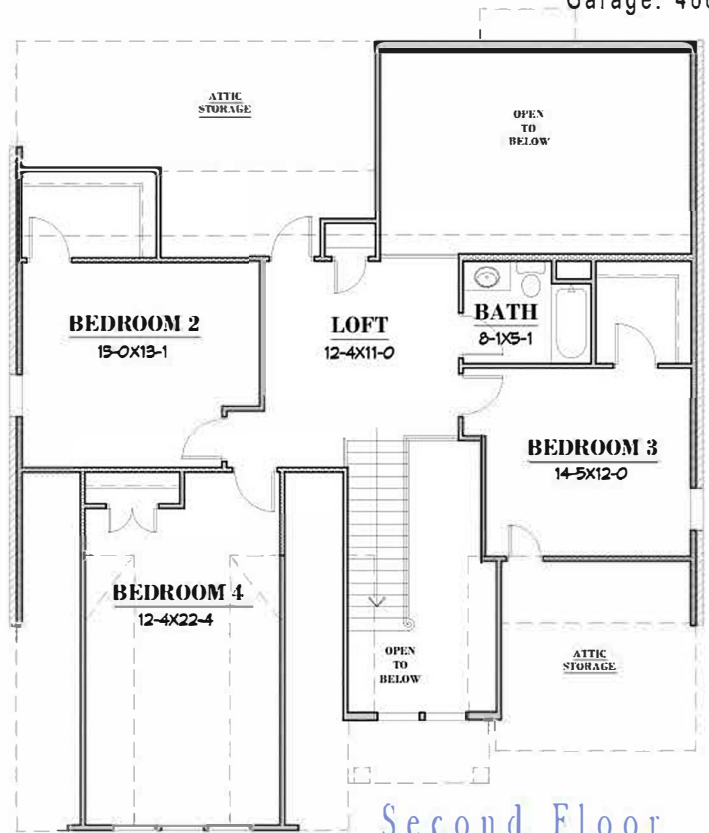 ATTIC
STORAGE
OPEN
TO
BELOW
BEDROOM 2
13-0X13-1
LOFT
12-4X11-0
BATH
8-1X5-1
BEDROOM 3
14-5X12-0
BEDROOM 4
12-4X22-4
OPEN
TO
BELOW
ATTIC
STORAGE
Second Floor